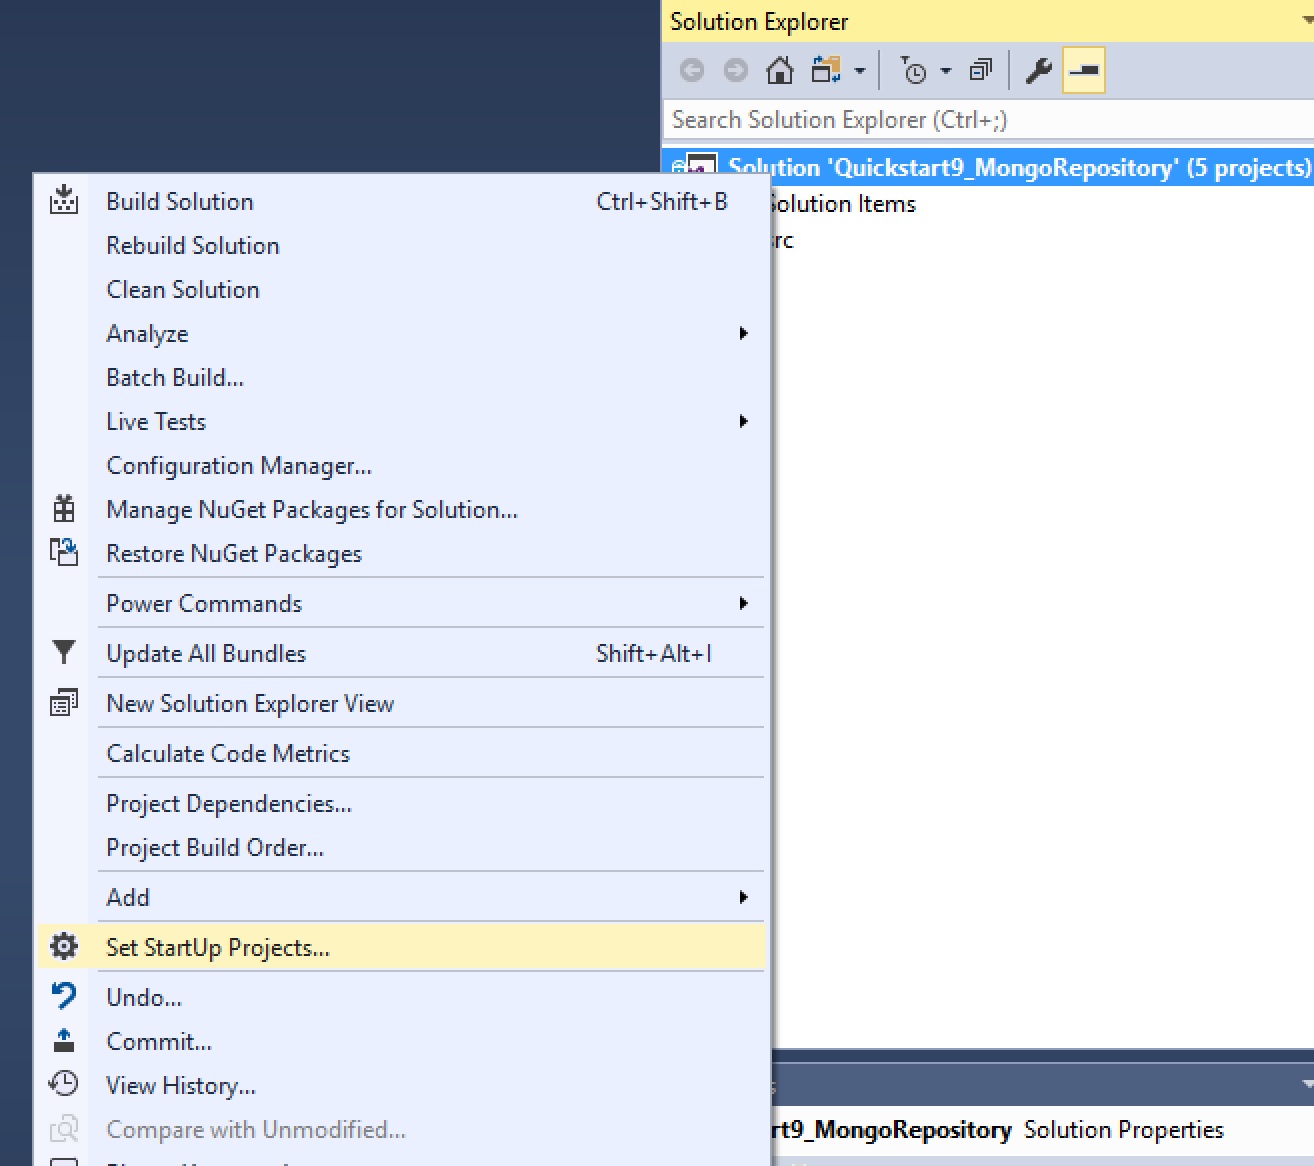 Solution Explorer
Search Solution Explorer (Ctrl+;)
Solution 'Quickstart9_MongoRepository' (5 projects)
Solution Items
Build Solution Ctrl+Shift+B
Rebuild Solution
Clean Solution
Analyze
Batch Build...
Live Tests
Configuration Manager...
Manage NuGet Packages for Solution...
Restore NuGet Packages
Power Commands
Update All Bundles Shift+Alt+I
New Solution Explorer View
Calculate Code Metrics
Project Dependencies...
Project Build Order...
Add
Set StartUp Projects...
Undo...
Commit...
View History...
Compare with Unmodified...
rt9_MongoRepository Solution Properties